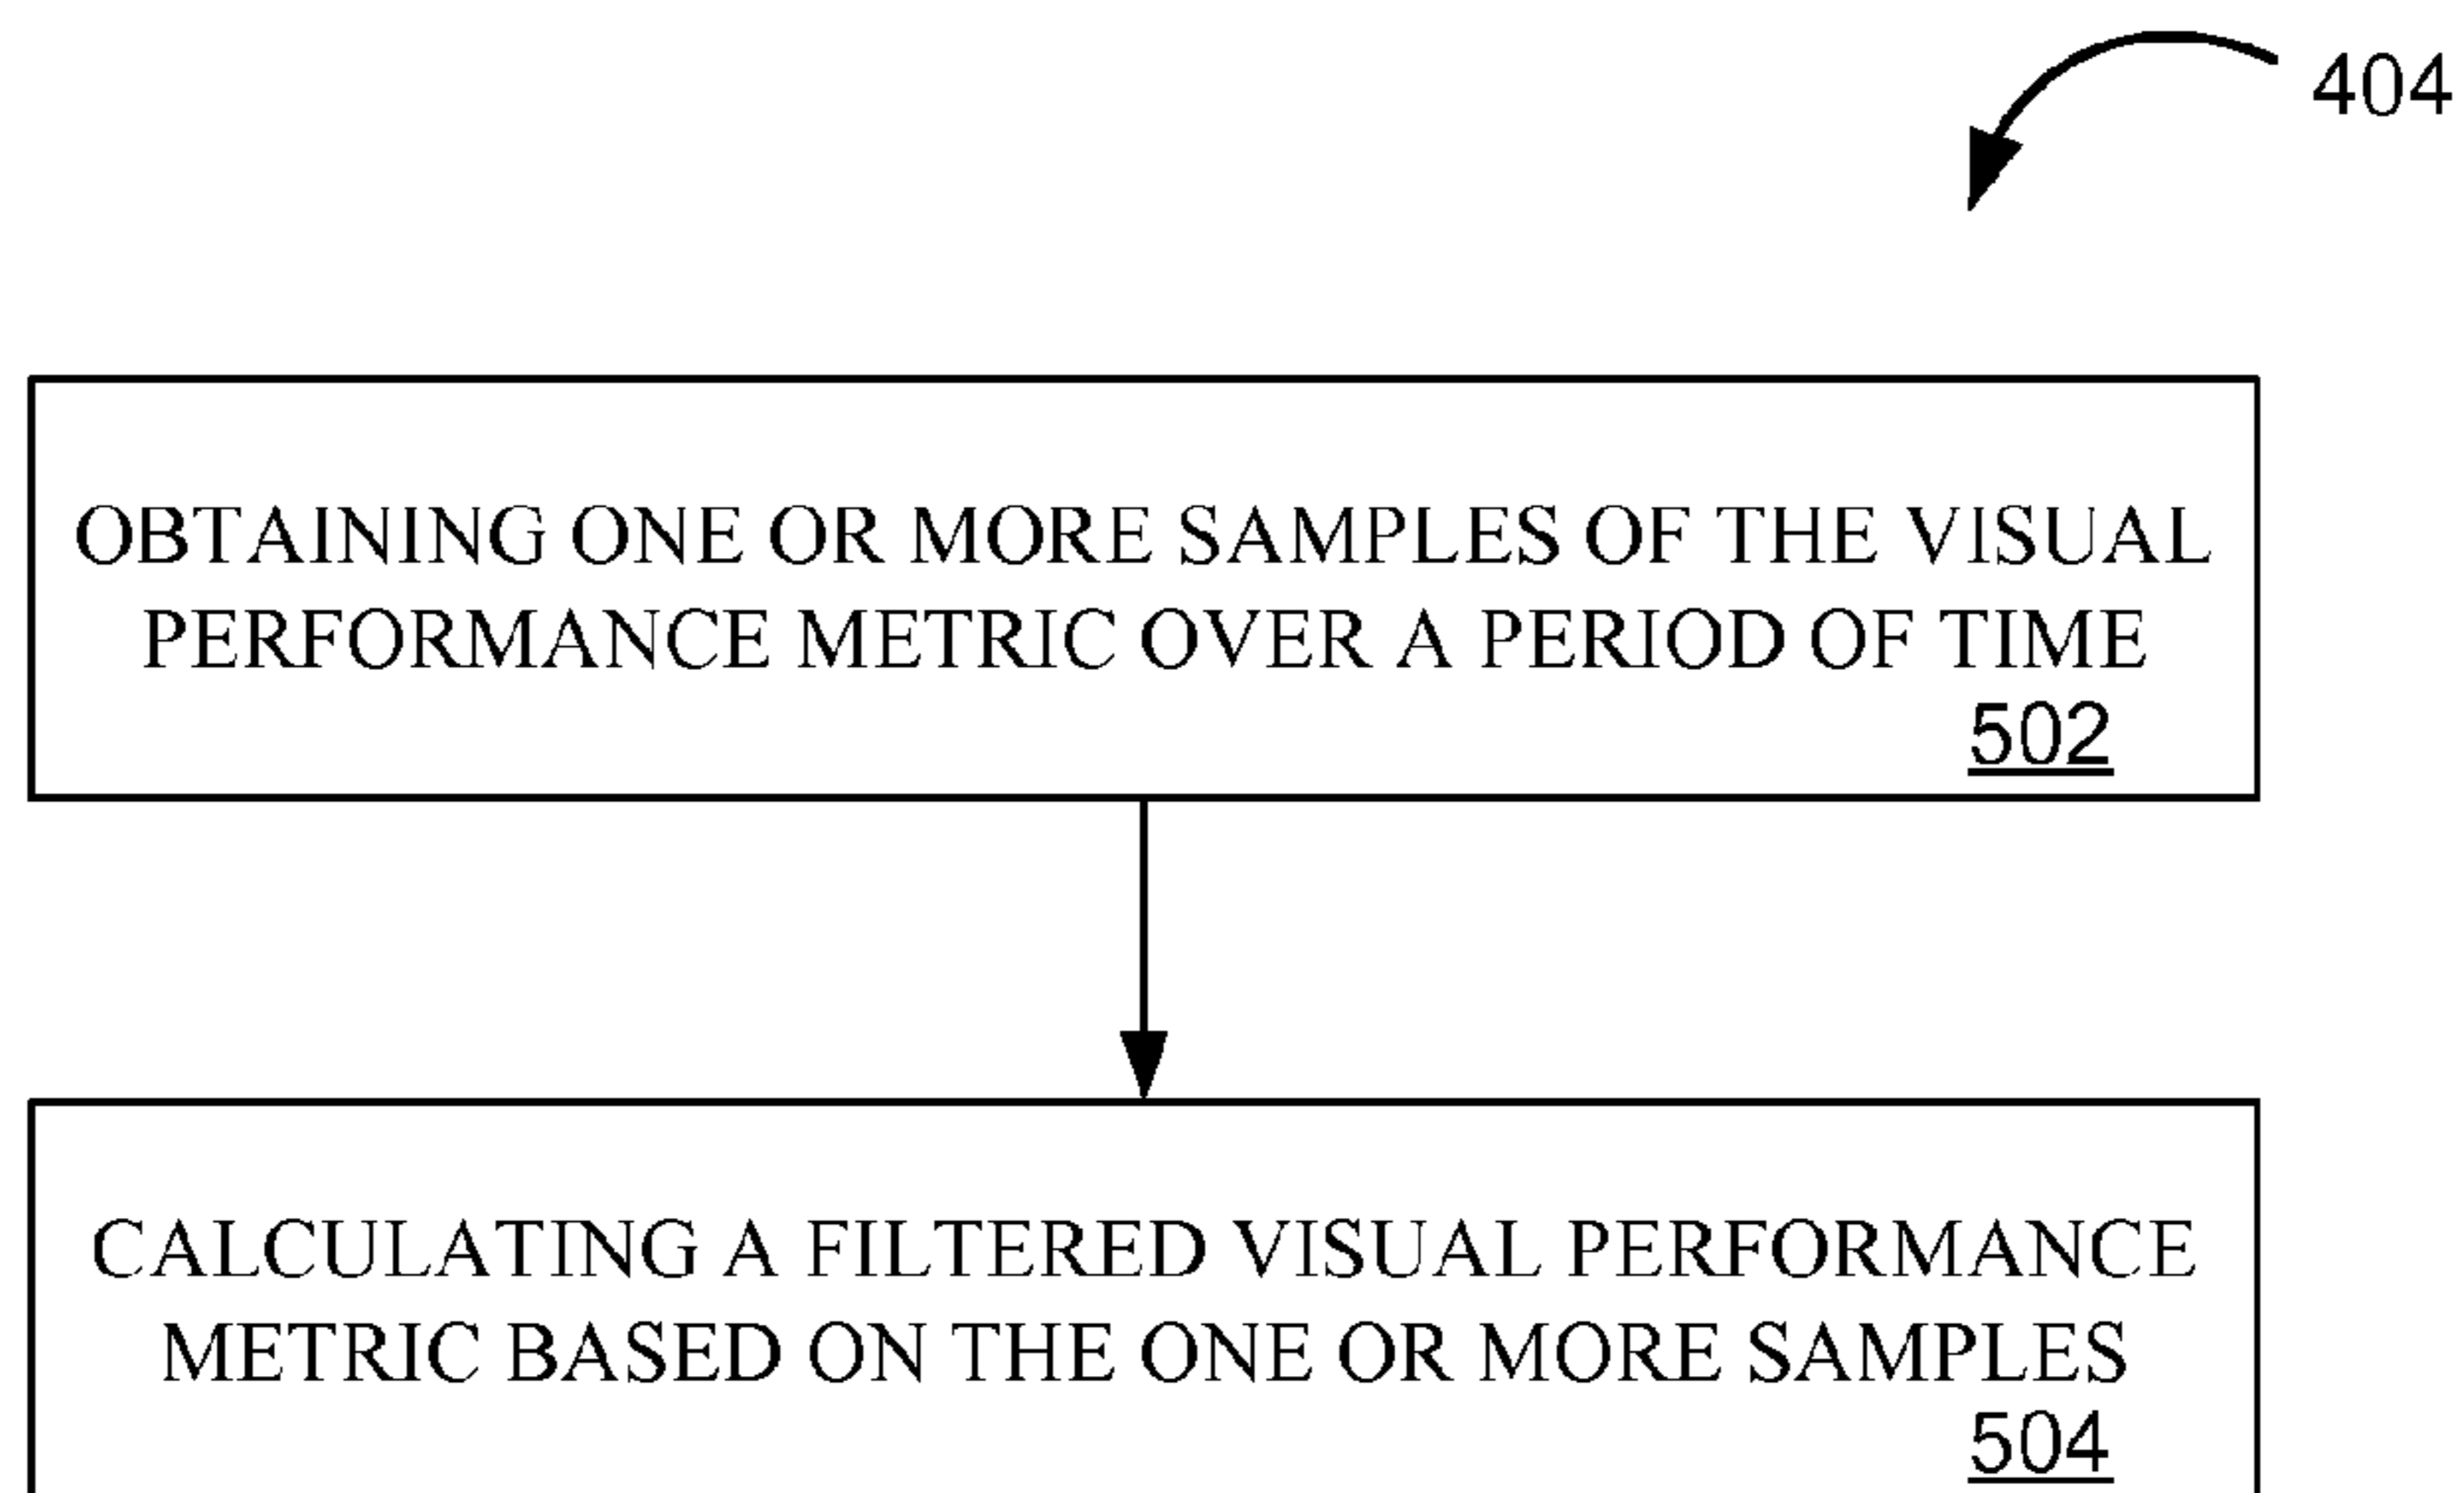 404
OBTAINING ONE OR MORE SAMPLES OF THE VISUAL
PERFORMANCE METRIC OVER A PERIOD OF TIME
502
CALCULATING A FILTERED VISUAL PERFORMANCE
METRIC BASED ON THE ONE OR MORE SAMPLES
504